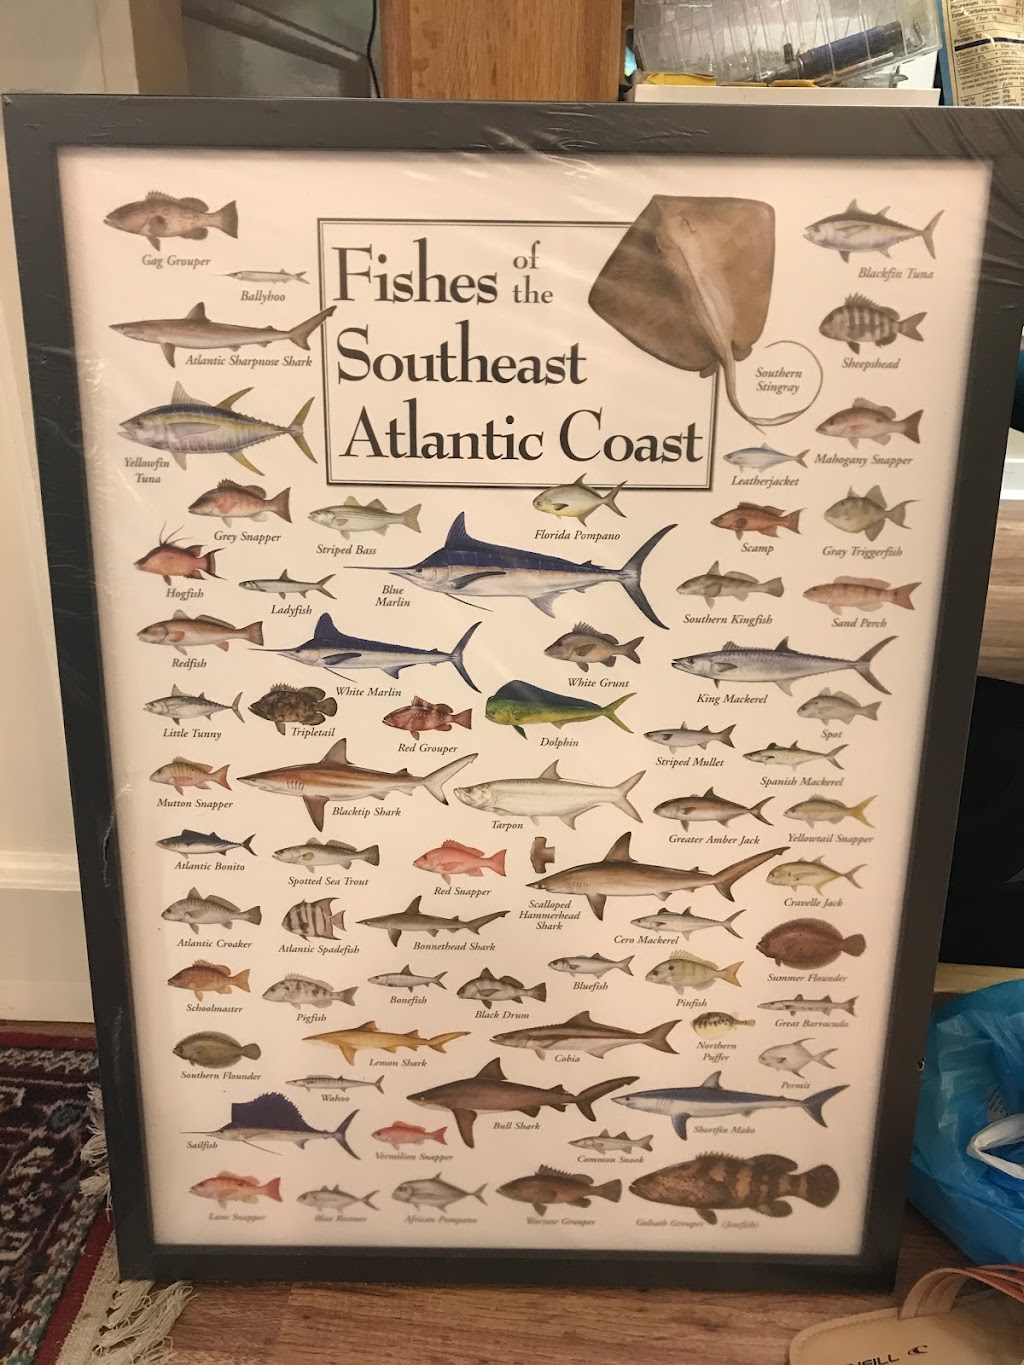 Fishes of the
Southeast
Atlantic Coast
Gag Grouper
Ballyhoo
Blackfin Tuna
Atlantic Sharpnose Shark
Sheepshead
Southern
Stingray
Yellowfin
Tuna
Leatherjacket
Mahogany Snapper
Grey Snapper
Striped Bass
Florida Pompano
Scamp
Gray Triggerfish
Hogfish
Ladyfish
Blue
Marlin
Southern Kingfish
Sand Perch
Redfish
White Marlin
White Grunt
King Mackerel
Little Tunny
Tripletail
Red Grouper
Dolphin
Striped Mullet
Spot
Spanish Mackerel
Mutton Snapper
Blacktip Shark
Tarpon
Greater Amber Jack
Yellowtail Snapper
Atlantic Bonito
Spotted Sea Trout
Red Snapper
Scalloped
Hammerhead
Shark
Crevelle Jack
Atlantic Croaker
Atlantic Spadefish
Bonnethead Shark
Cero Mackerel
Summer Flounder
Schoolmaster
Pigfish
Bonefish
Black Drum
Bluefish
Pinfish
Great Barracuda
Southern Flounder
Lemon Shark
Cobia
Northern
Puffer
Permit
Wahoo
Sailfish
Vermilion Snapper
Bull Shark
Common Snook
Shortfin Mako
Lane Snapper
Blue Runner
African Pompano
Warsaw Grouper
Goliath Grouper (Jewfish)